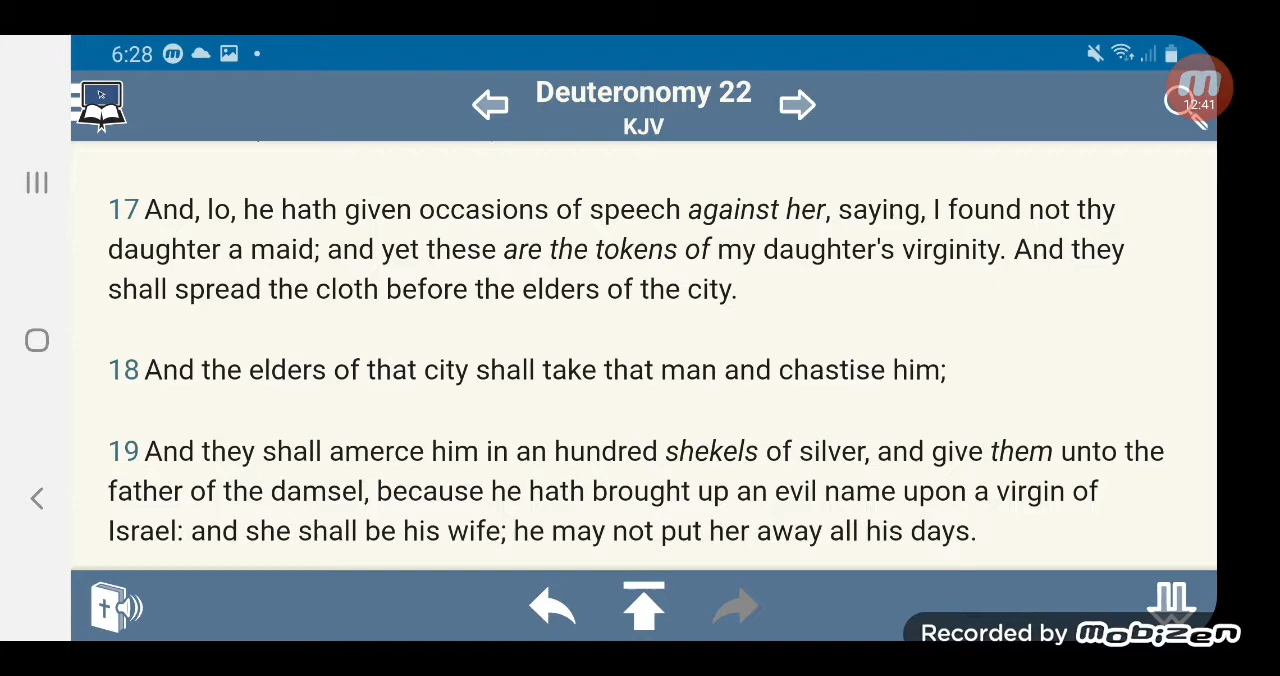 6:28
12:41
Deuteronomy 22
KJV
17 And, lo, he hath given occasions of speech against her, saying, I found not thy
daughter a maid; and yet these are the tokens of my daughter's virginity. And they
shall spread the cloth before the elders of the city.
18 And the elders of that city shall take that man and chastise him;
19 And they shall amerce him in an hundred shekels of silver, and give them unto the
father of the damsel, because he hath brought up an evil name upon a virgin of
Israel: and she shall be his wife; he may not put her away all his days.
Recorded by mobizen